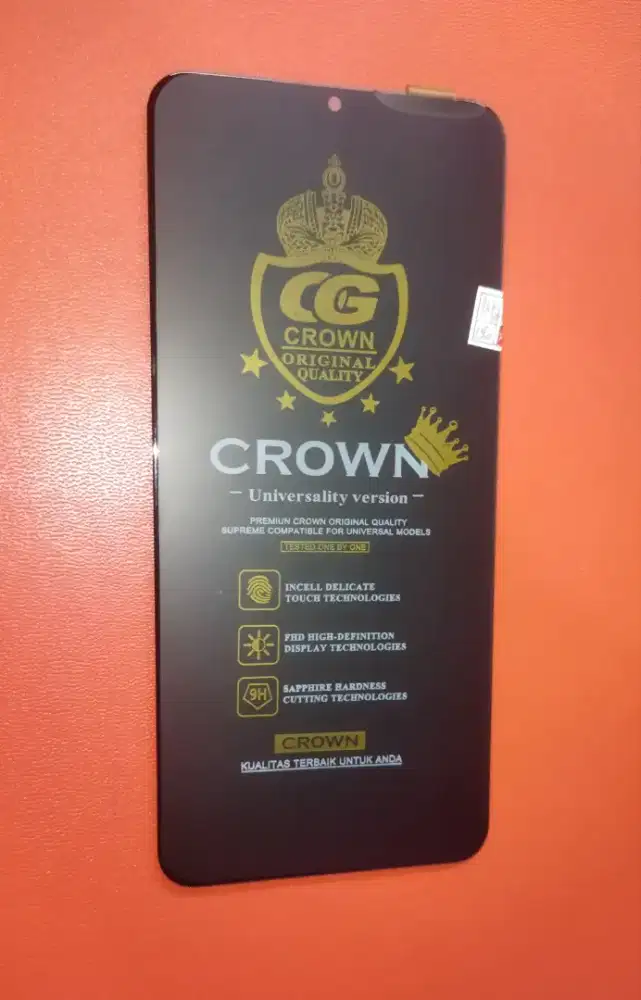 CG
CROWN
ORIGINAL
QUALITY
CROWN
– Universality version –
PREMIUN CROWN ORIGINAL QUALITY
SUPREME COMPATIBLE FOR UNIVERSAL MODELS
TESTED ONE BY ONE
INCELL DELICATE
TOUCH TECHNOLOGIES
FHD HIGH-DEFINITION
DISPLAY TECHNOLOGIES
9H
SAPPHIRE HARDNESS
CUTTING TECHNOLOGIES
CROWN
KUALITAS TERBAIK UNTUK ANDA